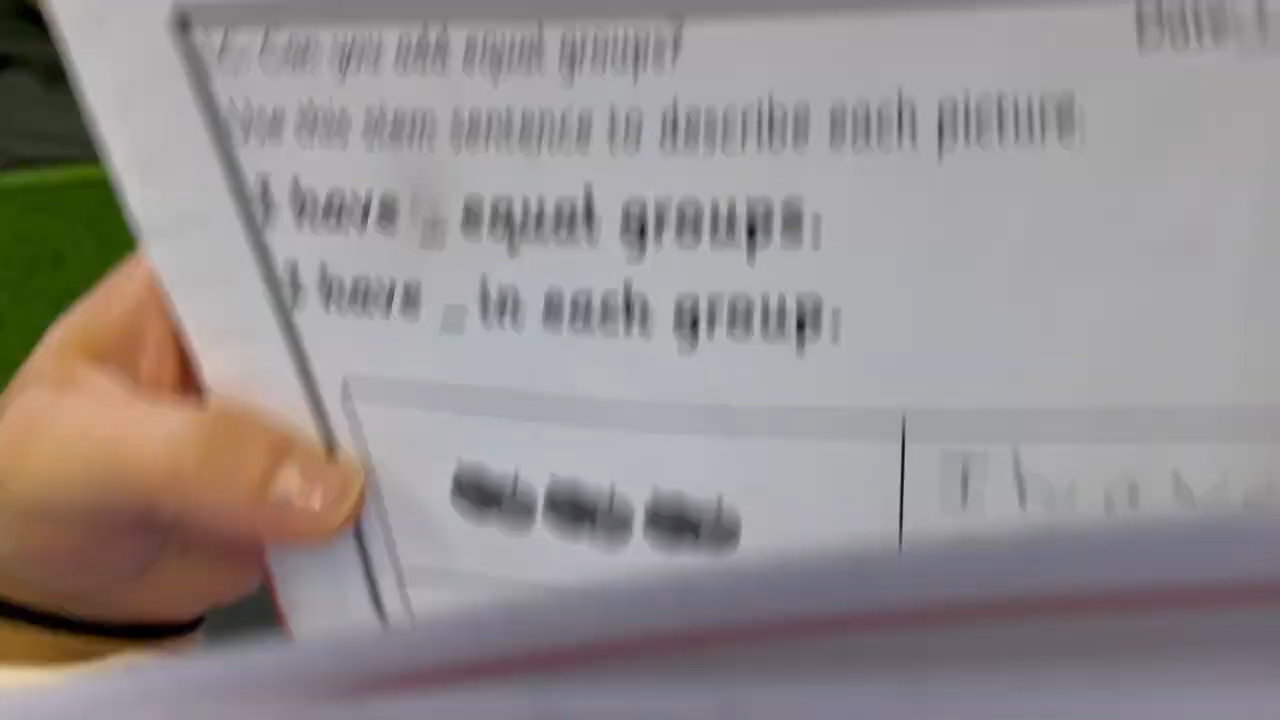 Can you add equal groups?
Use this stem sentence to describe each picture.
I have _ equal groups.
I have _ in each group.
I have